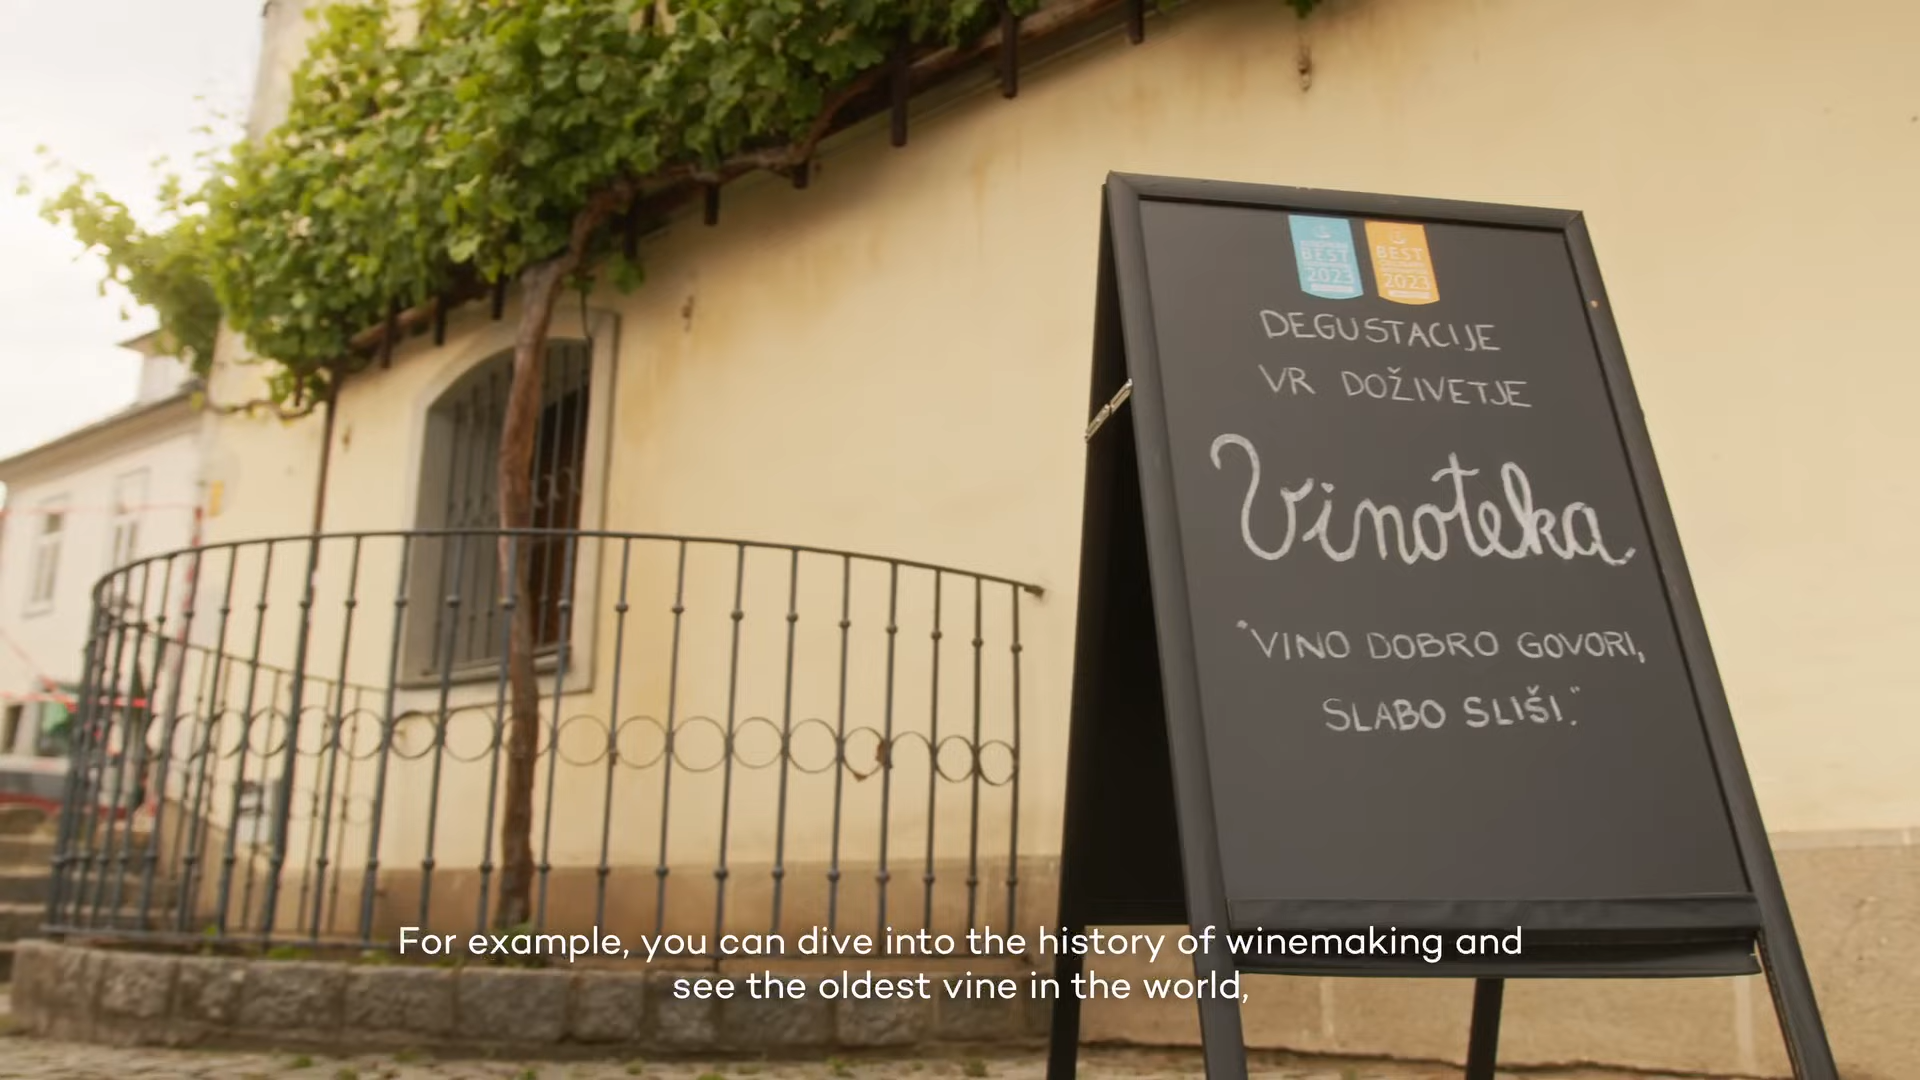 BEST
2023
BEST
2023
DEGUSTACIJE
VR DOŽIVETJE
Vinoteka
"VINO DOBRO GOVORI,
SLABO SLIŠI."
For example, you can dive into the history of winemaking and
see the oldest vine in the world,